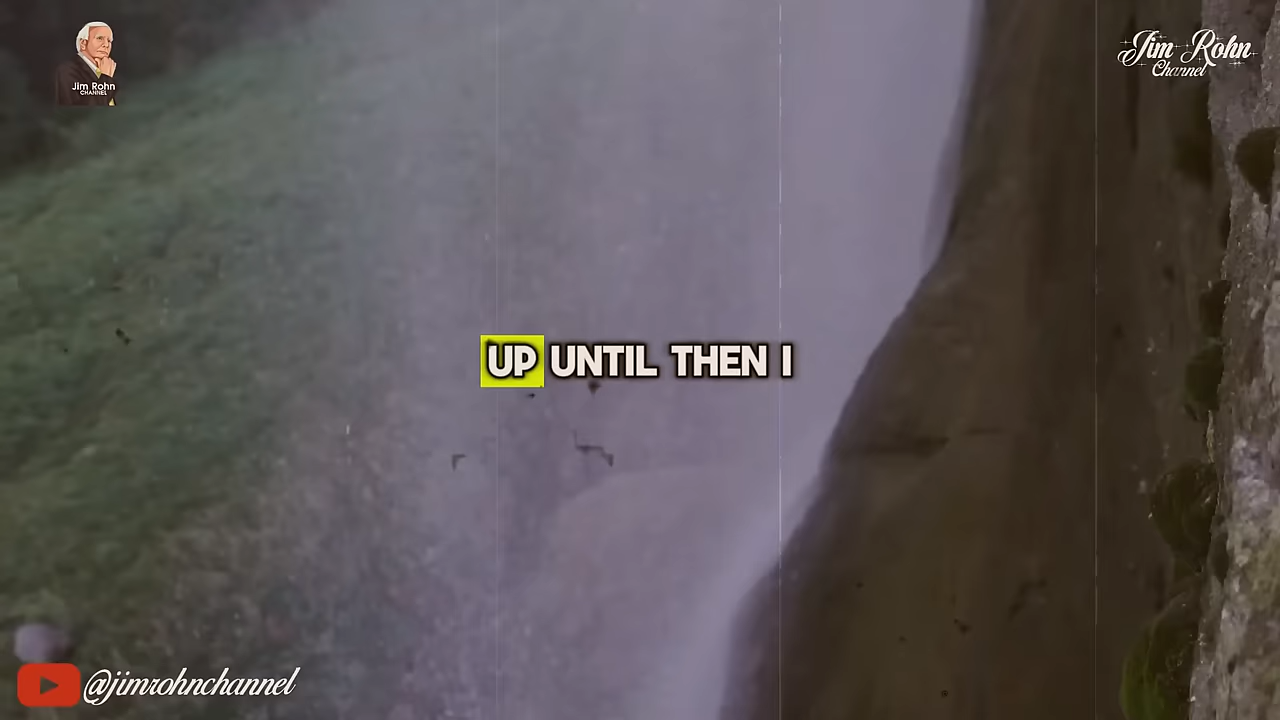 Jim Rohn
CHANNEL
Jim Rohn
Channel
UP UNTIL THEN I
@jimrohnchannel